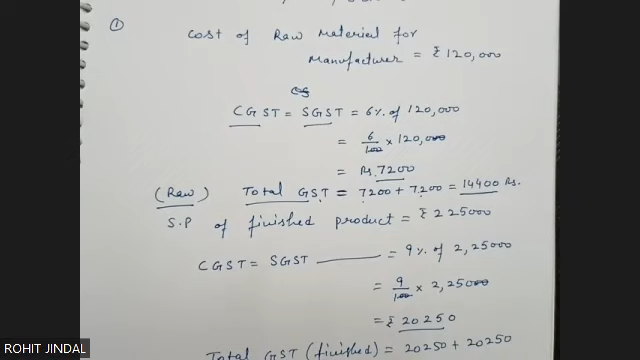 ①
Cost of Raw Material for
Manufacturer = ₹ 120,000
CGST = SGST = 6% of 120,000
= 6/100 × 120,000
= Rs. 7200
(Raw) Total GST = 7200 + 7200 = 14400 Rs.
S.P of finished product = ₹ 225000
CGST = SGST = 9% of 2,25000
= 9/100 × 2,25000
= ₹ 20250
Total GST (finished) = 20250 + 20250
ROHIT JINDAL